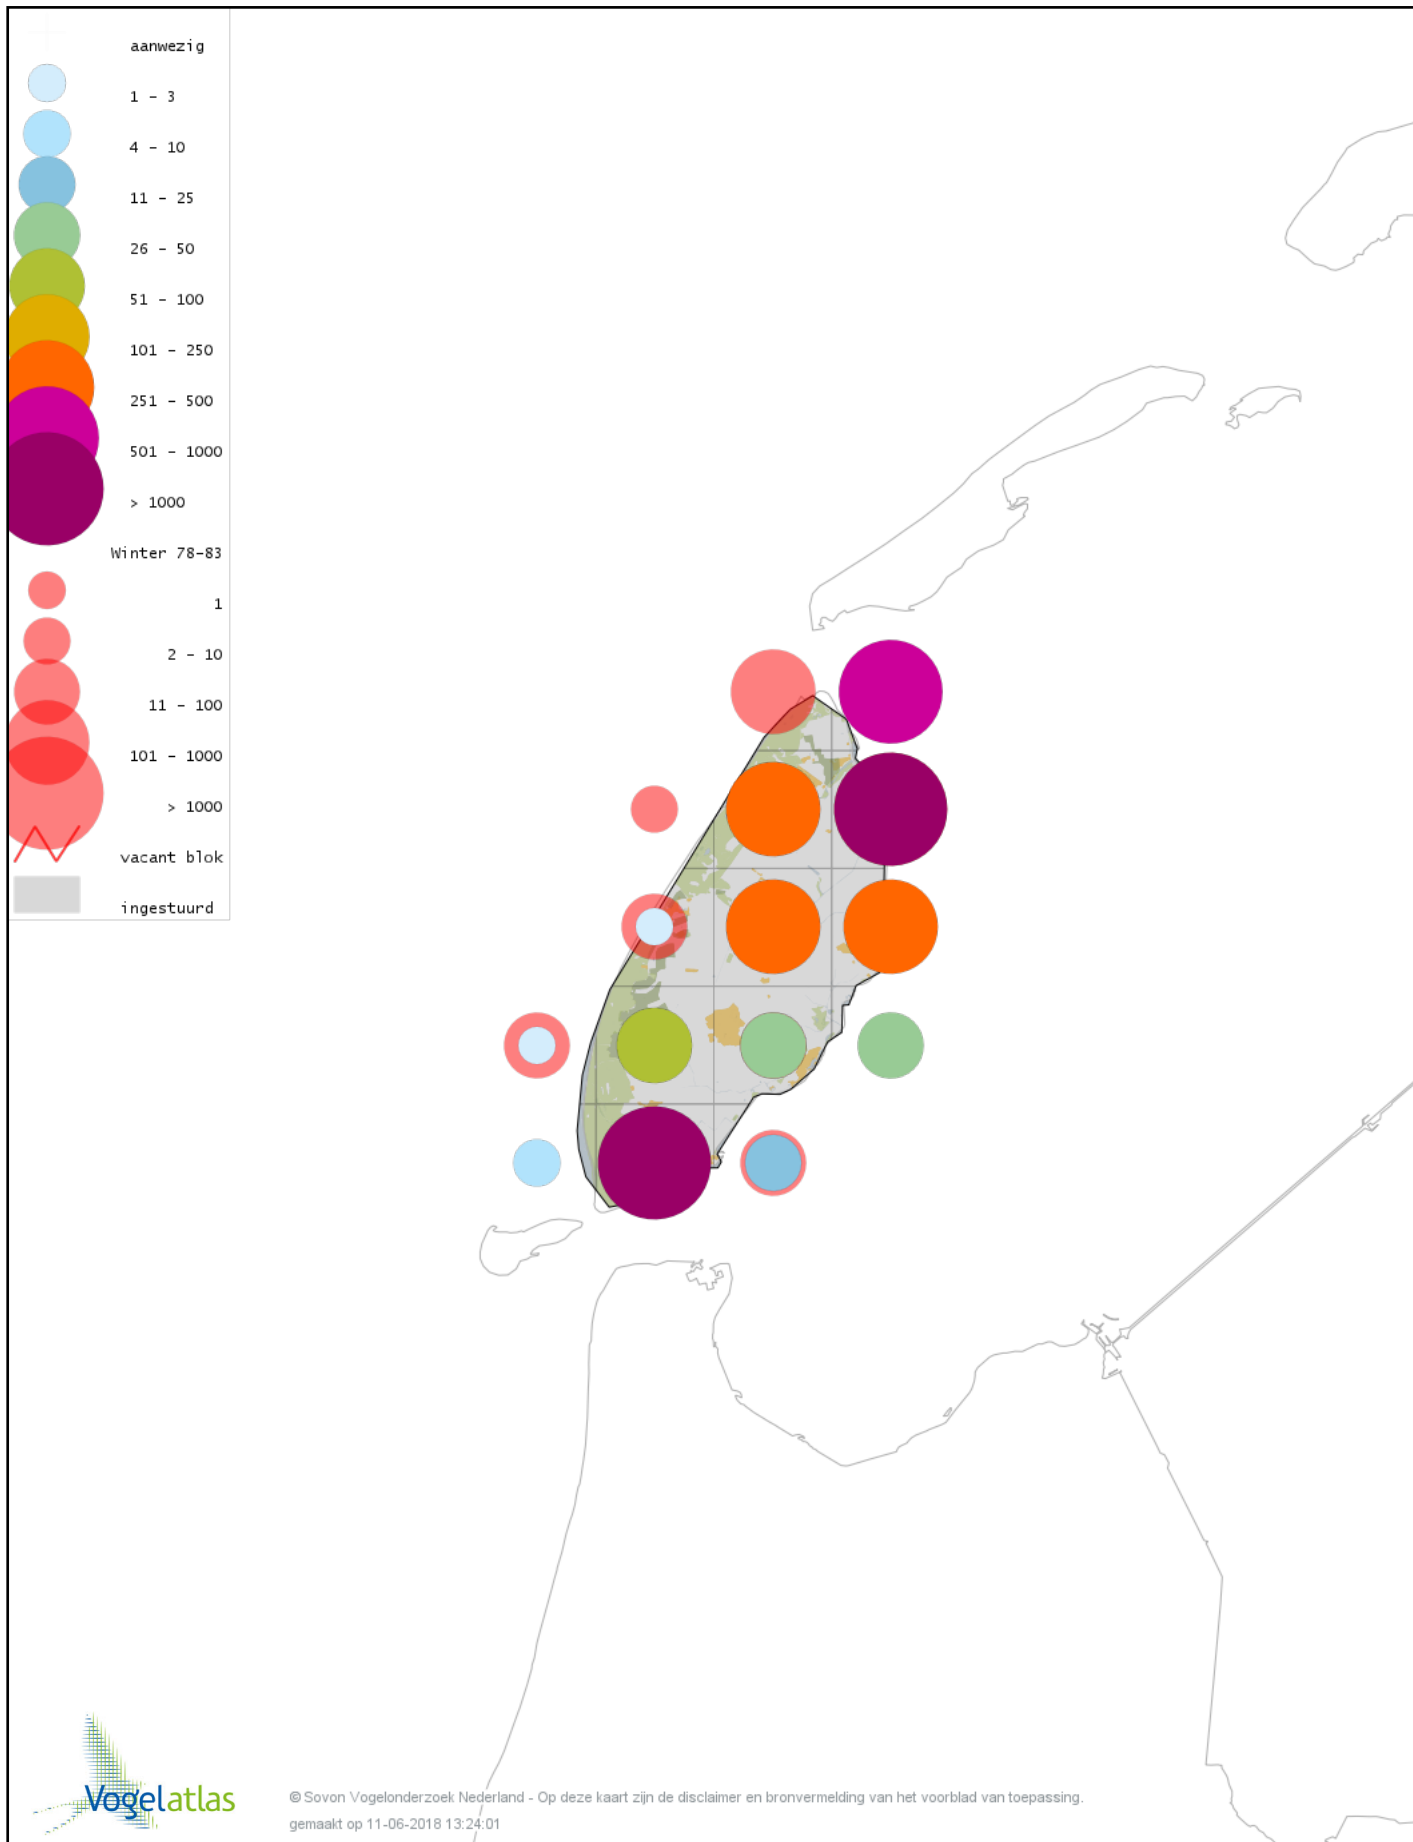 aanwezig
1 - 3
4 - 10
11 - 25
26 - 50
51 - 100
101 - 250
251 - 500
501 - 1000
> 1000
Winter 78-83
1
2 - 10
11 - 100
101 - 1000
> 1000
vacant blok
ingestuurd
Vogelatlas
© Sovon Vogelonderzoek Nederland - Op deze kaart zijn de disclaimer en bronvermelding van het voorblad van toepassing.
gemaakt op 11-06-2018 13:24:01